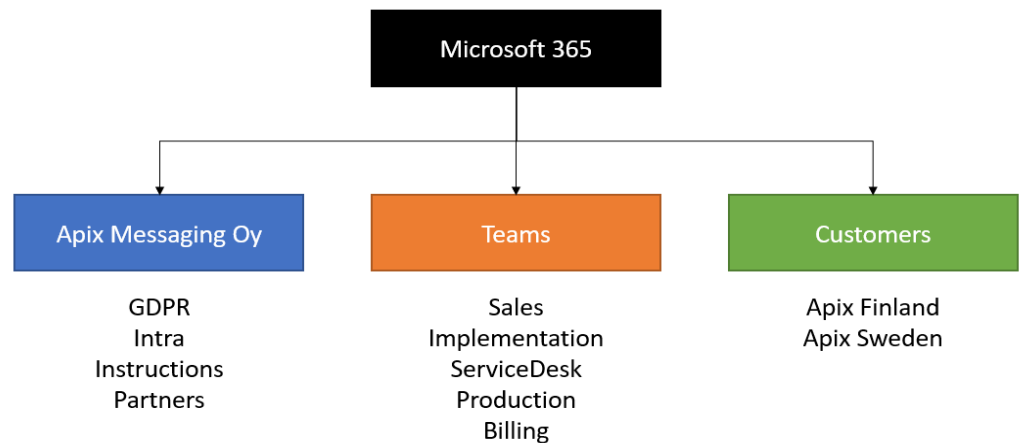 Microsoft 365
Apix Messaging Oy
GDPR
Intra
Instructions
Partners
Teams
Sales
Implementation
ServiceDesk
Production
Billing
Customers
Apix Finland
Apix Sweden